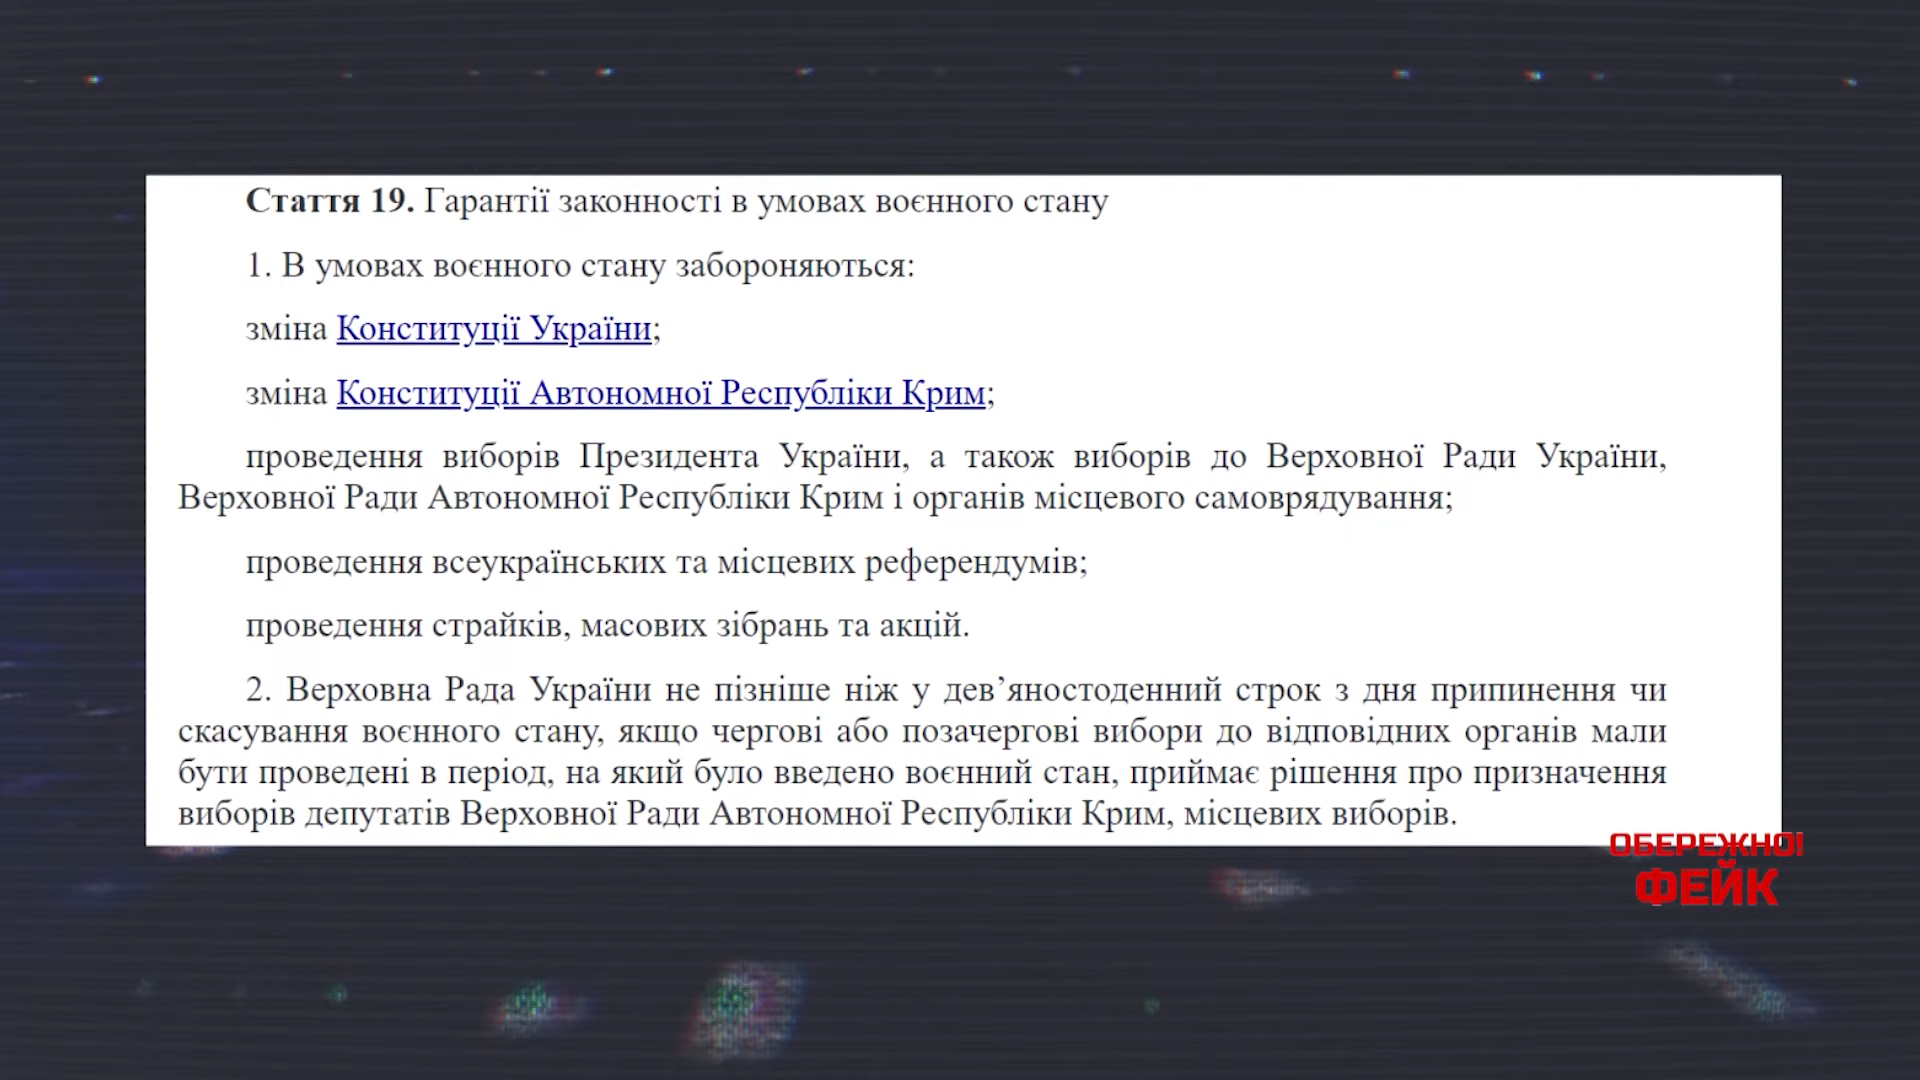 Стаття 19. Гарантії законності в умовах воєнного стану
1. В умовах воєнного стану забороняються:
зміна Конституції України;
зміна Конституції Автономної Республіки Крим;
проведення виборів Президента України, а також виборів до Верховної Ради України,
Верховної Ради Автономної Республіки Крим і органів місцевого самоврядування;
проведення всеукраїнських та місцевих референдумів;
проведення страйків, масових зібрань та акцій.
2. Верховна Рада України не пізніше ніж у дев’яностоденний строк з дня припинення чи
скасування воєнного стану, якщо чергові або позачергові вибори до відповідних органів мали
бути проведені в період, на який було введено воєнний стан, приймає рішення про призначення
виборів депутатів Верховної Ради Автономної Республіки Крим, місцевих виборів.
ОБЕРЕЖНО!
ФЕЙК